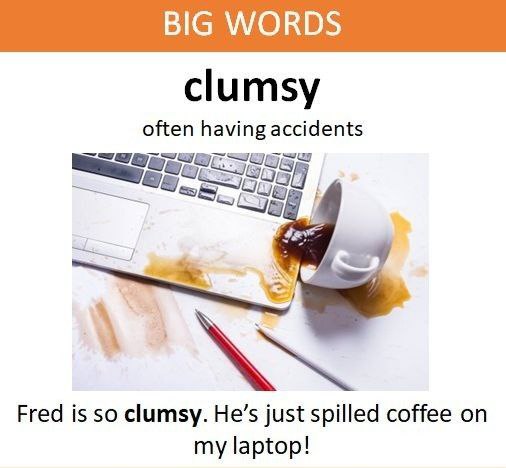 BIG WORDS
clumsy
often having accidents
Fred is so clumsy. He's just spilled coffee on
my laptop!